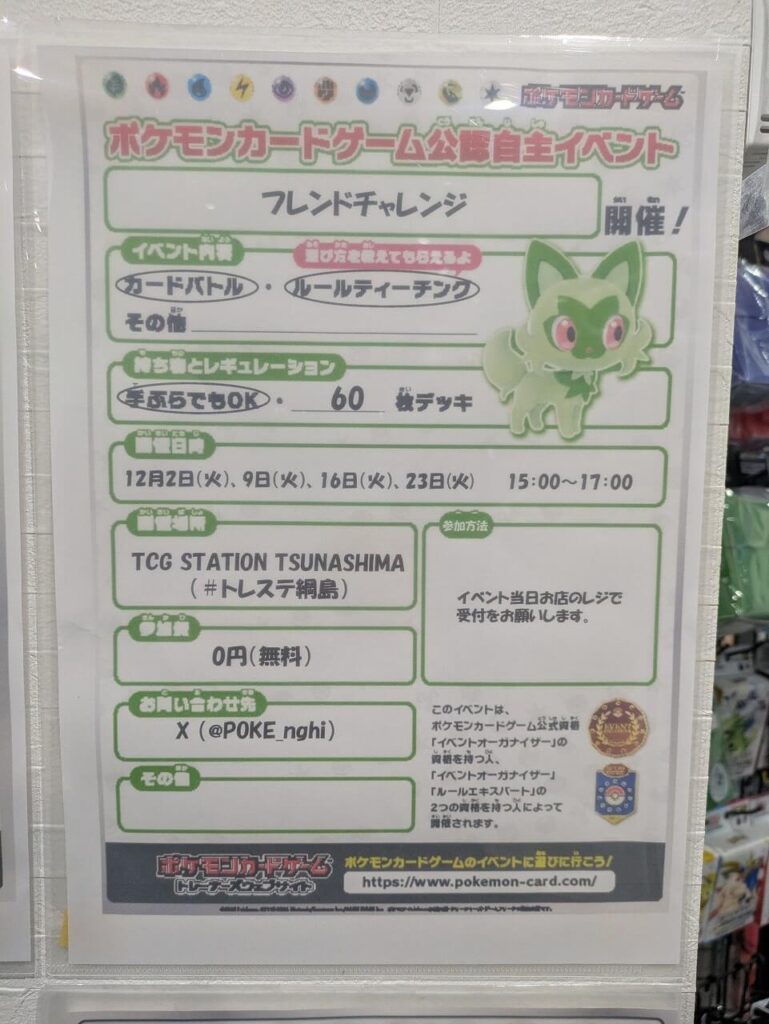 ポケモンカードゲーム
ポケモンカードゲーム公認自主イベント
フレンドチャレンジ
開催！
イベント内容
遊び方を教えてもらえるよ
カードバトル・ルールティーチング
その他
持ち物とレギュレーション
手ぶらでもOK・60枚デッキ
開催日時
12月2日(火)、9日(火)、16日(火)、23日(火) 15:00～17:00
開催場所
TCG STATION TSUNASHIMA
(#トレステ綱島)
参加方法
イベント当日お店のレジで
受付をお願いします。
参加費
0円(無料)
お問い合わせ先
X (@POKE_nghi)
その他
このイベントは、
ポケモンカードゲーム公式資格
「イベントオーガナイザー」の
資格を持つ人、
「イベントオーガナイザー」
「ルールエキスパート」の
2つの資格を持つ人によって
開催されます。
EVENT
ポケモンカードゲーム
トレーナーズウェブサイト
ポケモンカードゲームのイベントに遊びに行こう！
https://www.pokemon-card.com/